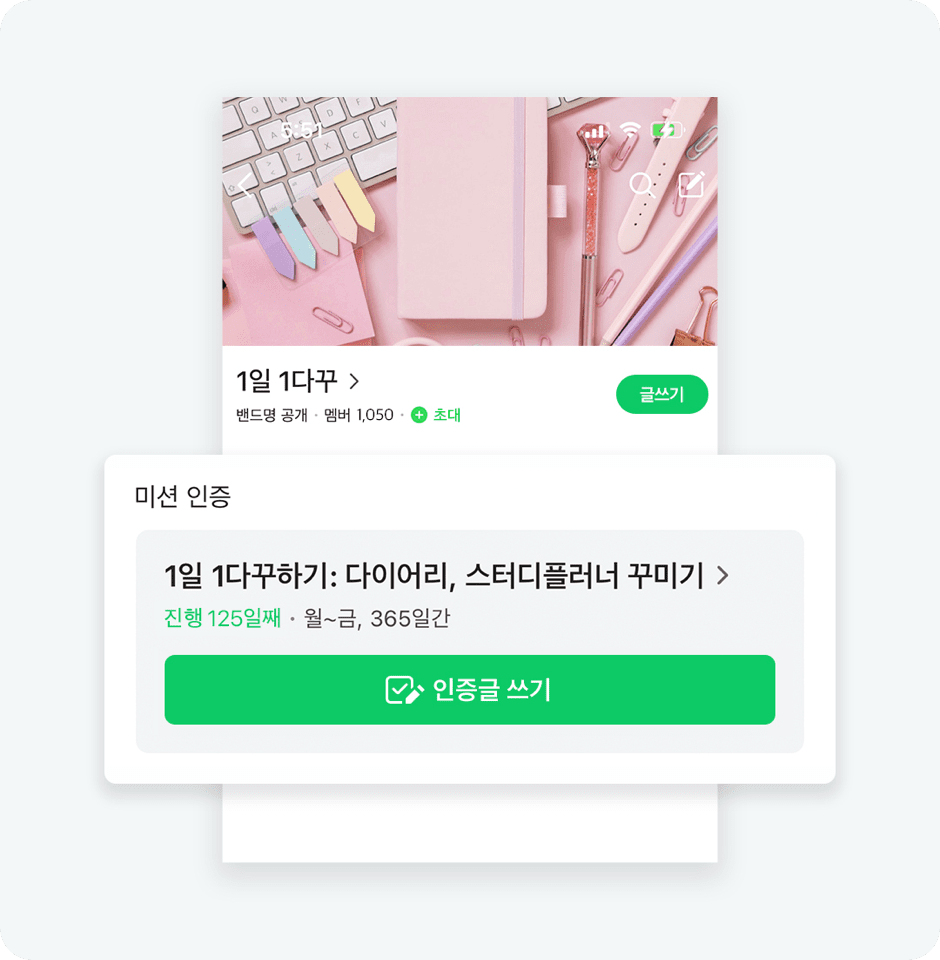 5:51
1일 1다꾸
밴드명 공개 · 멤버 1,050 · 초대
글쓰기
미션 인증
1일 1다꾸하기: 다이어리, 스터디플러너 꾸미기
진행 125일째 · 월~금, 365일간
인증글 쓰기